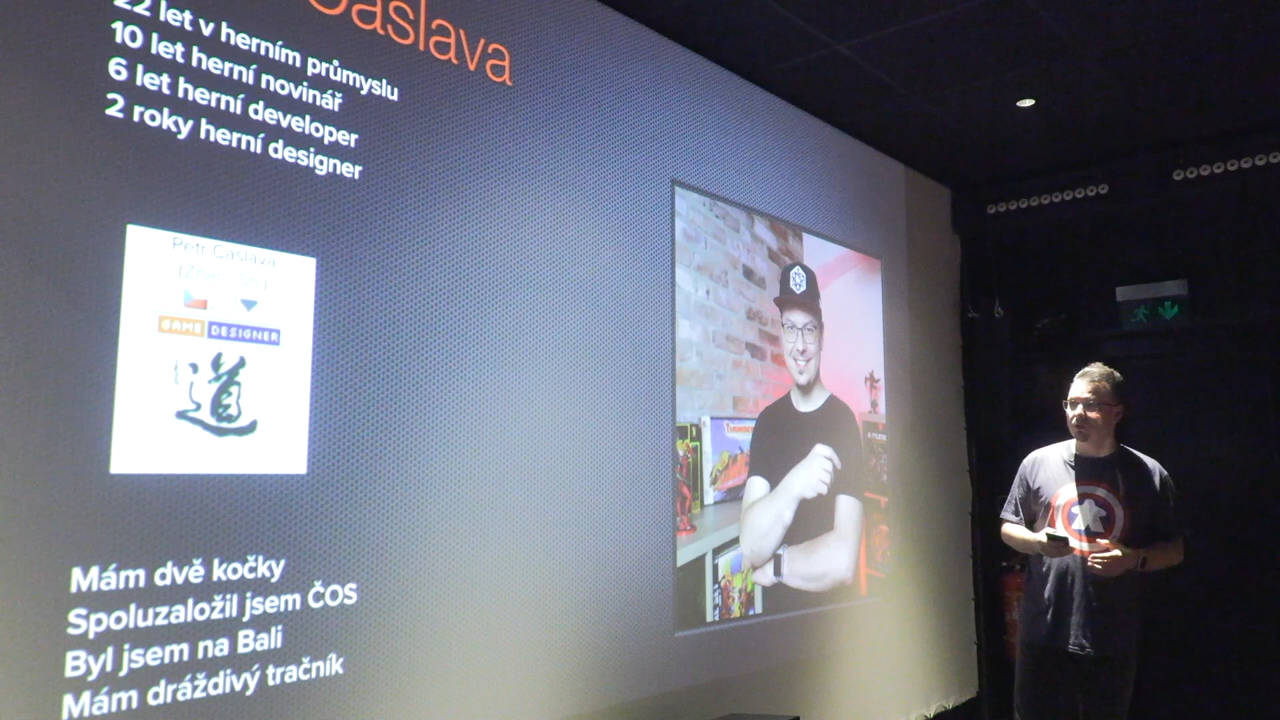 Čáslava
22 let v herním průmyslu
10 let herní novinář
6 let herní developer
2 roky herní designer
Petr Čáslava
GAME DESIGNER
道
Mám dvě kočky
Spoluzaložil jsem ČOS
Byl jsem na Bali
Mám dráždivý tračník